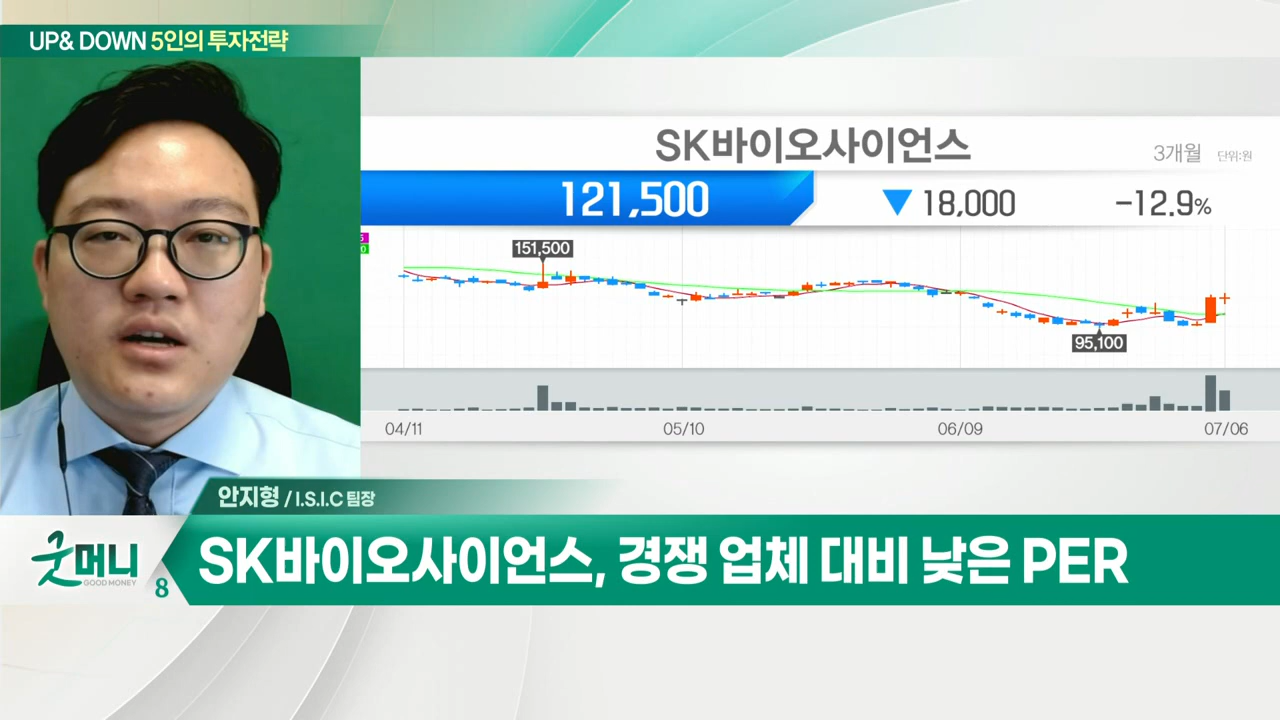 UP& DOWN 5인의 투자전략
SK바이오사이언스
3개월 단위:원
121,500 ▼ 18,000 -12.9%
151,500
95,100
04/11 05/10 06/09 07/06
안지형 / I.S.I.C 팀장
굿머니
GOOD MONEY
8
SK바이오사이언스, 경쟁 업체 대비 낮은 PER